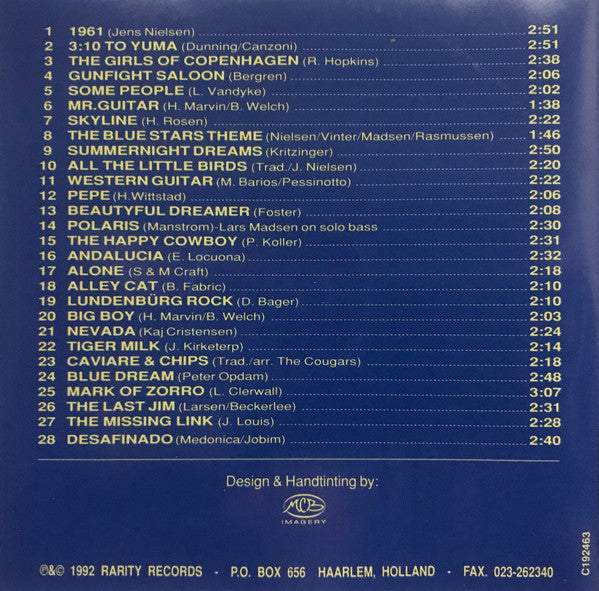 1 1961 (Jens Nielsen) 2:51
2 3:10 TO YUMA (Dunning/Canzoni) 2:51
3 THE GIRLS OF COPENHAGEN (R. Hopkins) 2:38
4 GUNFIGHT SALOON (Bergren) 2:06
5 SOME PEOPLE (L. Vandyke) 2:02
6 MR.GUITAR (H. Marvin/B. Welch) 1:38
7 SKYLINE (H. Rosen) 2:22
8 THE BLUE STARS THEME (Nielsen/Vinter/Madsen/Rasmussen) 1:46
9 SUMMERNIGHT DREAMS (Kritzinger) 2:50
10 ALL THE LITTLE BIRDS (Trad./J. Nielsen) 2:20
11 WESTERN GUITAR (M. Barios/Pessinotto) 2:22
12 PEPE (H.Wittstad) 2:06
13 BEAUTYFUL DREAMER (Foster) 2:08
14 POLARIS (Manstrom)-Lars Madsen on solo bass 2:30
15 THE HAPPY COWBOY (P. Koller) 2:31
16 ANDALUCIA (E. Locuona) 2:32
17 ALONE (S & M Craft) 2:18
18 ALLEY CAT (B. Fabric) 2:10
19 LUNDENBÜRG ROCK (D. Bager) 2:10
20 BIG BOY (H. Marvin/B. Welch) 2:03
21 NEVADA (Kaj Cristensen) 2:24
22 TIGER MILK (J. Kirketerp) 2:14
23 CAVIARE & CHIPS (Trad./arr. The Cougars) 2:18
24 BLUE DREAM (Peter Opdam) 2:48
25 MARK OF ZORRO (L. Clerwall) 3:07
26 THE LAST JIM (Larsen/Beckerlee) 2:31
27 THE MISSING LINK (J. Louis) 2:28
28 DESAFINADO (Medonica/Jobim) 2:40
Design & Handtinting by:
MCB
IMAGERY
℗&© 1992 RARITY RECORDS - P.O. BOX 656 HAARLEM, HOLLAND - FAX. 023-262340
C192463